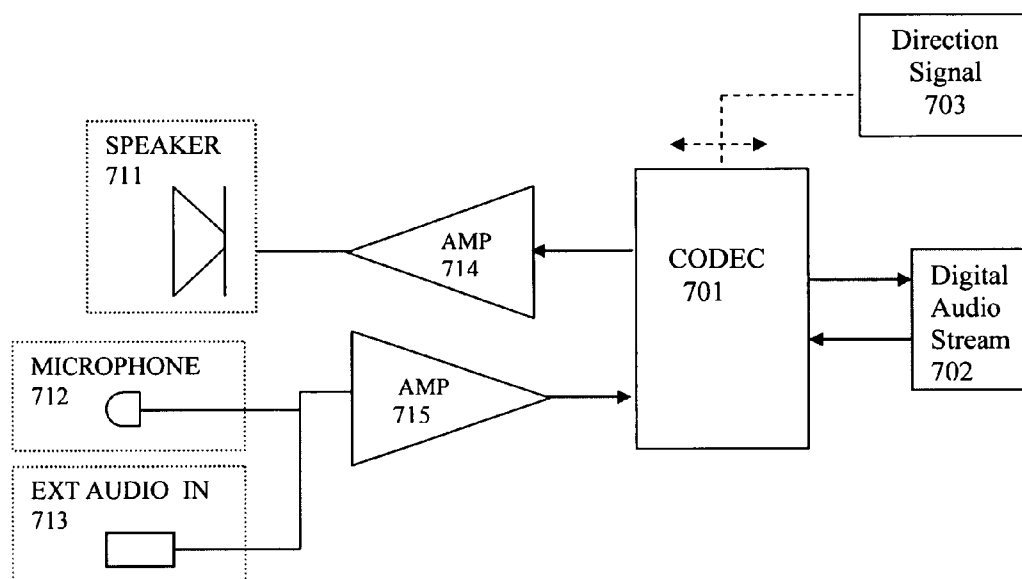 Direction
Signal
703
SPEAKER
711
AMP
714
CODEC
701
Digital
Audio
Stream
702
MICROPHONE
712
AMP
715
EXT AUDIO IN
713